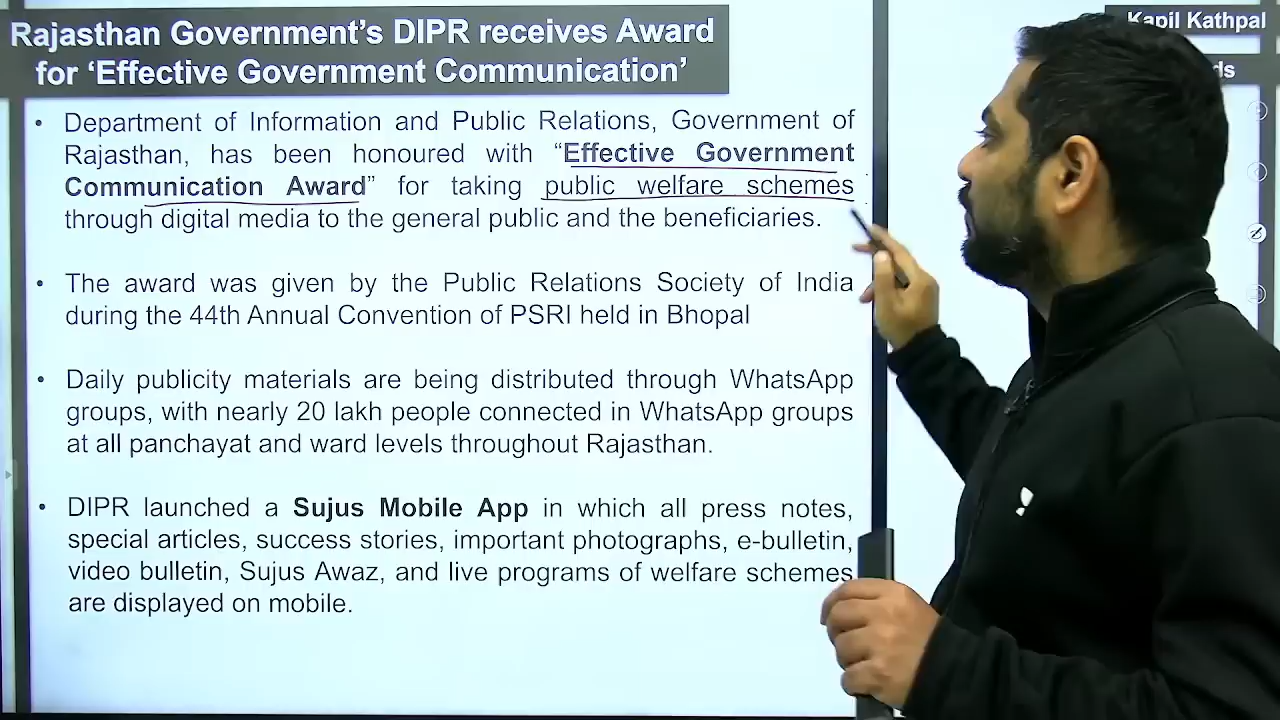 Rajasthan Government's DIPR receives Award
for 'Effective Government Communication'
Kapil Kathpal
ds
• Department of Information and Public Relations, Government of
Rajasthan, has been honoured with "Effective Government
Communication Award" for taking public welfare schemes
through digital media to the general public and the beneficiaries.
• The award was given by the Public Relations Society of India
during the 44th Annual Convention of PSRI held in Bhopal
• Daily publicity materials are being distributed through WhatsApp
groups, with nearly 20 lakh people connected in WhatsApp groups
at all panchayat and ward levels throughout Rajasthan.
• DIPR launched a Sujus Mobile App in which all press notes,
special articles, success stories, important photographs, e-bulletin,
video bulletin, Sujus Awaz, and live programs of welfare schemes
are displayed on mobile.